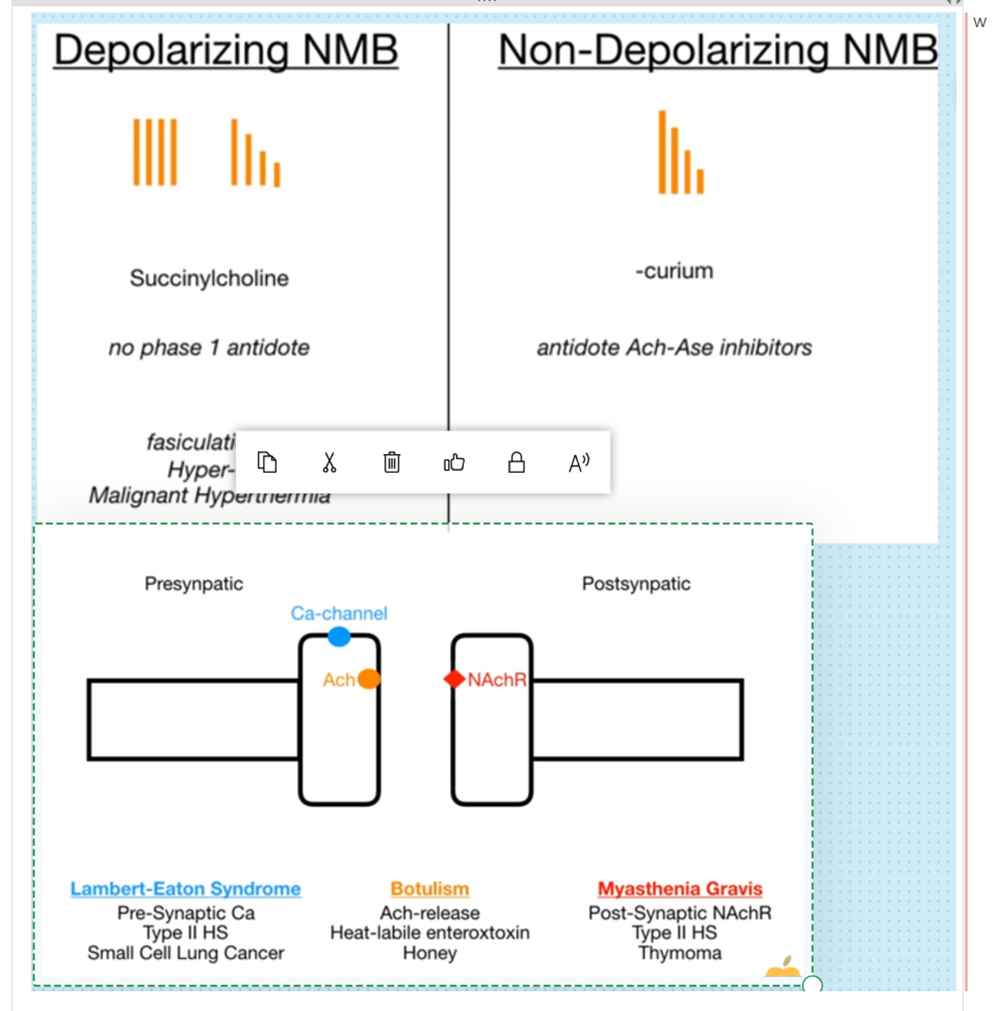 W
Depolarizing NMB
Non-Depolarizing NMB
Succinylcholine
-curium
no phase 1 antidote
antidote Ach-Ase inhibitors
fasiculati
Hyper-
Malignant Hyperthermia
Presynpatic
Postsynpatic
Ca-channel
Ach
NAchR
Lambert-Eaton Syndrome
Pre-Synaptic Ca
Type II HS
Small Cell Lung Cancer
Botulism
Ach-release
Heat-labile enteroxtoxin
Honey
Myasthenia Gravis
Post-Synaptic NAchR
Type II HS
Thymoma